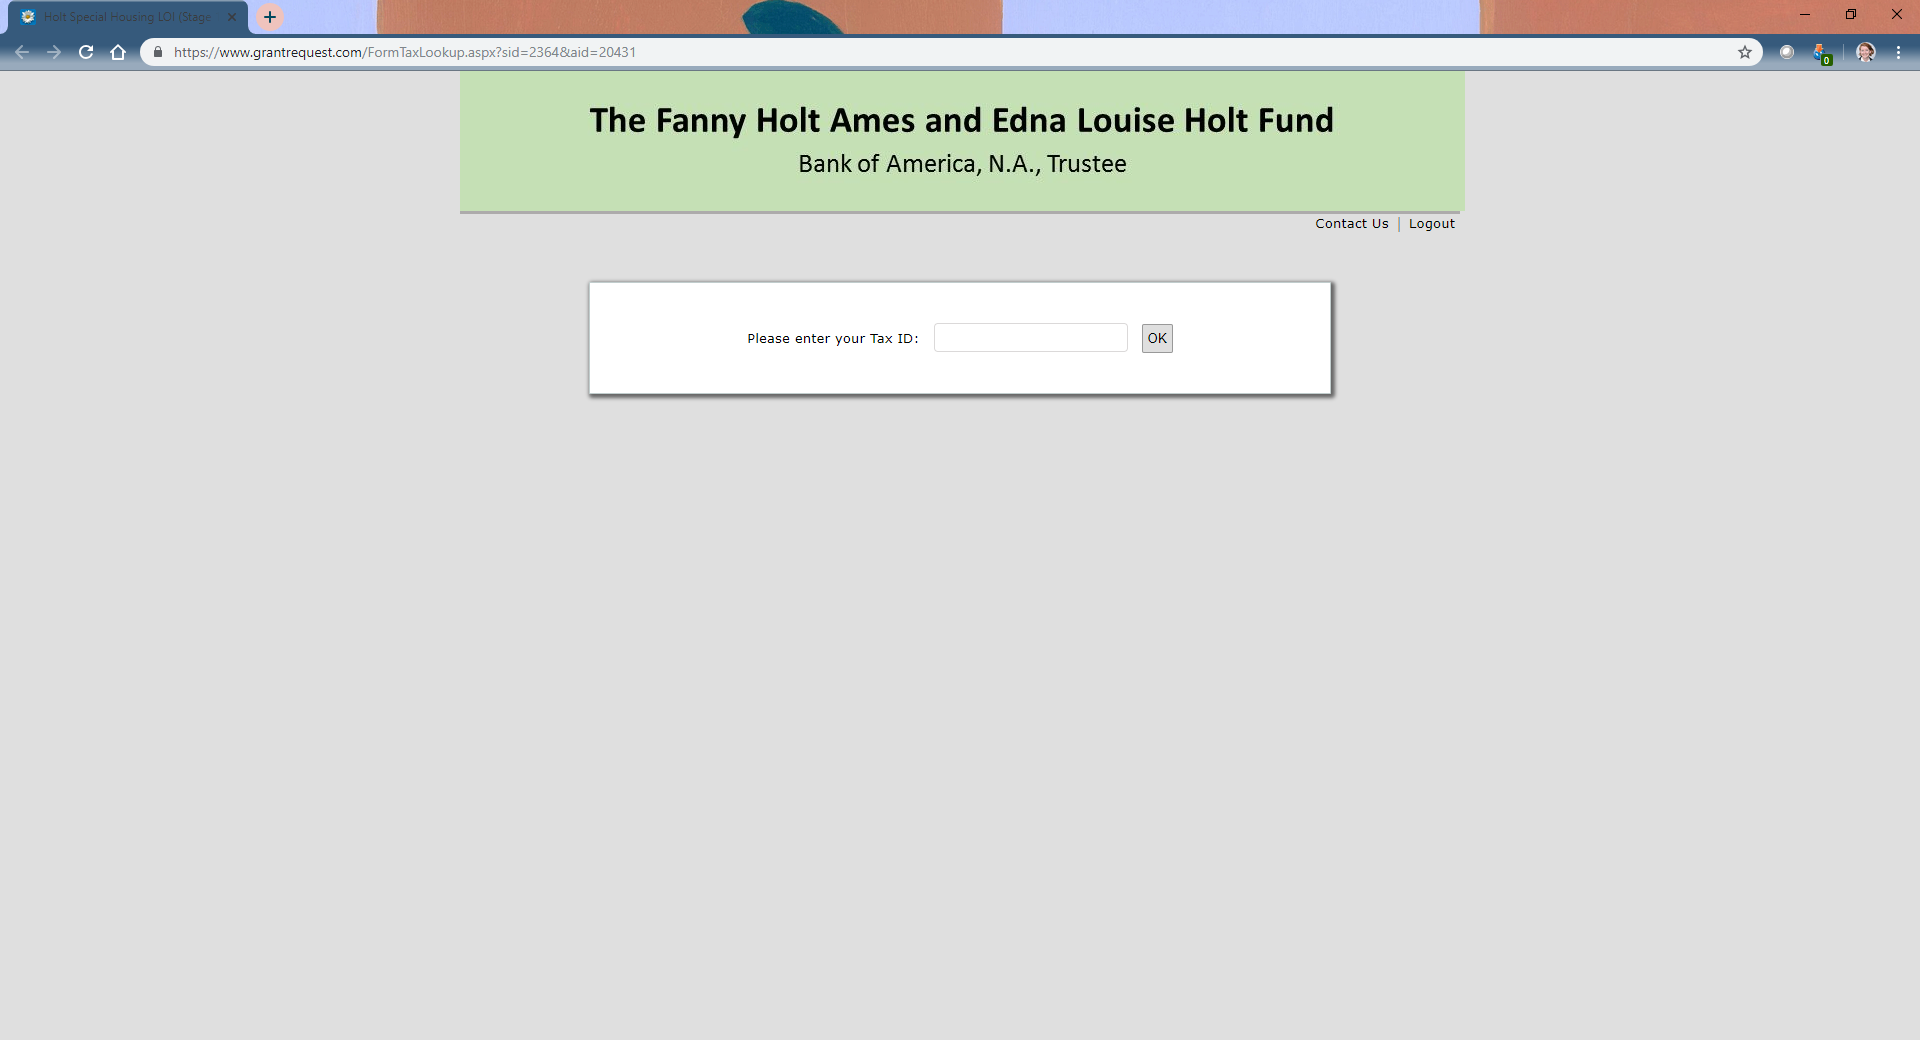 Holt Special Housing LOI (Stage
https://www.grantrequest.com/FormTaxLookup.aspx?sid=2364&aid=20431
0
The Fanny Holt Ames and Edna Louise Holt Fund
Bank of America, N.A., Trustee
Contact Us | Logout
Please enter your Tax ID: OK